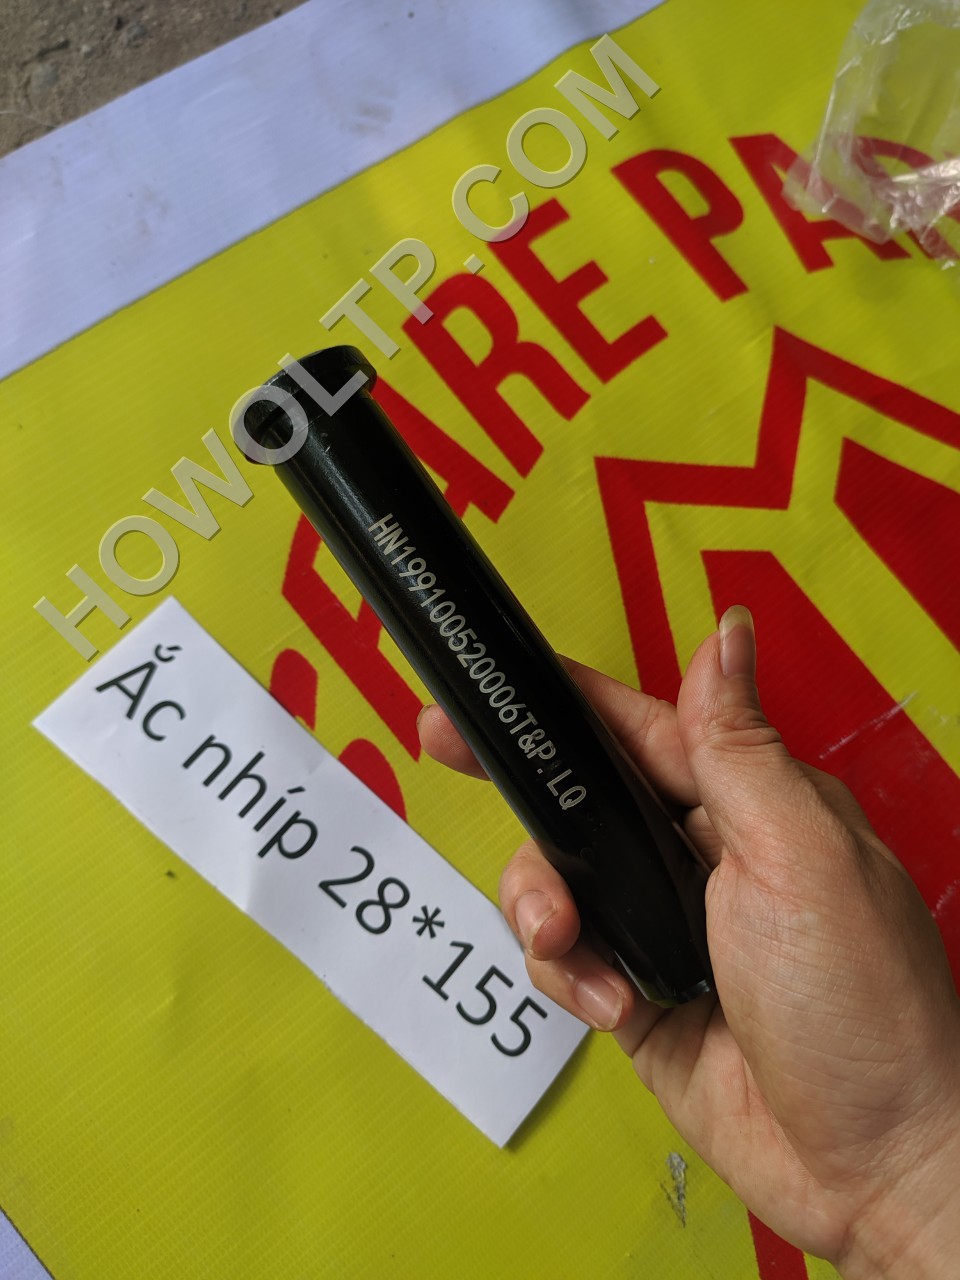 HOWOLTP.COM
SPARE PA
HN199100520006T&P.LQ
Ắc nhíp 28*155